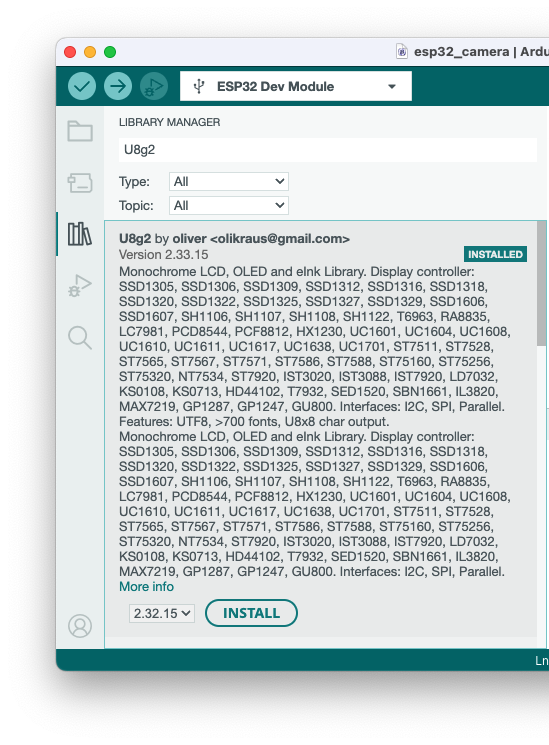 esp32_camera | Ardu
ESP32 Dev Module
LIBRARY MANAGER
U8g2
Type: All
Topic: All
U8g2 by oliver <olikraus@gmail.com>
Version 2.33.15
INSTALLED
Monochrome LCD, OLED and eInk Library. Display controller:
SSD1305, SSD1306, SSD1309, SSD1312, SSD1316, SSD1318,
SSD1320, SSD1322, SSD1325, SSD1327, SSD1329, SSD1606,
SSD1607, SH1106, SH1107, SH1108, SH1122, T6963, RA8835,
LC7981, PCD8544, PCF8812, HX1230, UC1601, UC1604, UC1608,
UC1610, UC1611, UC1617, UC1638, UC1701, ST7511, ST7528,
ST7565, ST7567, ST7571, ST7586, ST7588, ST75160, ST75256,
ST75320, NT7534, ST7920, IST3020, IST3088, IST7920, LD7032,
KS0108, KS0713, HD44102, T7932, SED1520, SBN1661, IL3820,
MAX7219, GP1287, GP1247, GU800. Interfaces: I2C, SPI, Parallel.
Features: UTF8, >700 fonts, U8x8 char output.
Monochrome LCD, OLED and eInk Library. Display controller:
SSD1305, SSD1306, SSD1309, SSD1312, SSD1316, SSD1318,
SSD1320, SSD1322, SSD1325, SSD1327, SSD1329, SSD1606,
SSD1607, SH1106, SH1107, SH1108, SH1122, T6963, RA8835,
LC7981, PCD8544, PCF8812, HX1230, UC1601, UC1604, UC1608,
UC1610, UC1611, UC1617, UC1638, UC1701, ST7511, ST7528,
ST7565, ST7567, ST7571, ST7586, ST7588, ST75160, ST75256,
ST75320, NT7534, ST7920, IST3020, IST3088, IST7920, LD7032,
KS0108, KS0713, HD44102, T7932, SED1520, SBN1661, IL3820,
MAX7219, GP1287, GP1247, GU800. Interfaces: I2C, SPI, Parallel.
More info
2.32.15 INSTALL
Ln